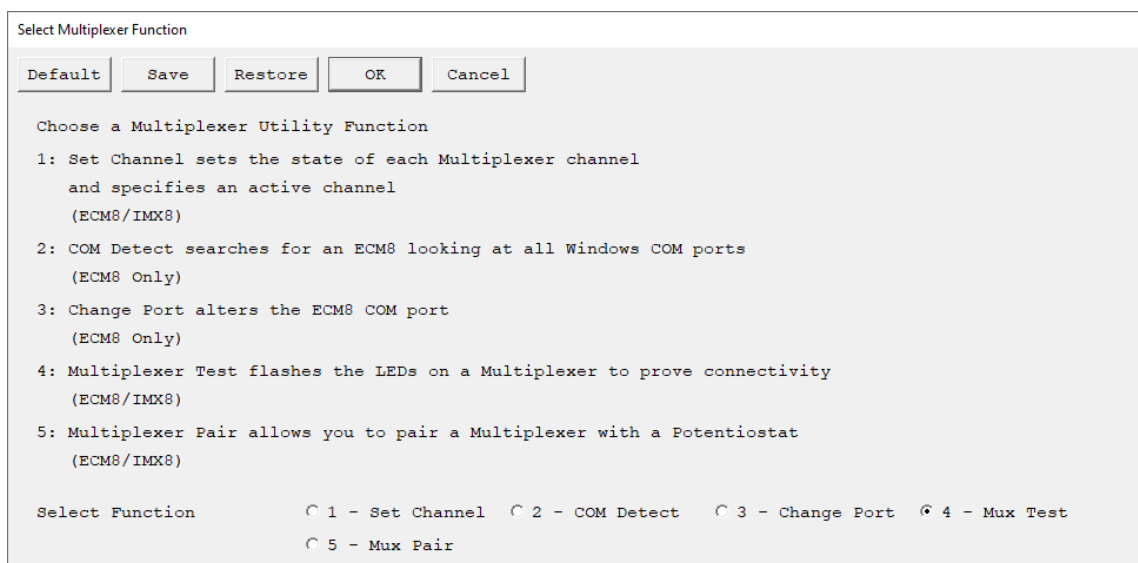 Select Multiplexer Function
Default Save Restore OK Cancel
Choose a Multiplexer Utility Function
1: Set Channel sets the state of each Multiplexer channel
and specifies an active channel
(ECM8/IMX8)
2: COM Detect searches for an ECM8 looking at all Windows COM ports
(ECM8 Only)
3: Change Port alters the ECM8 COM port
(ECM8 Only)
4: Multiplexer Test flashes the LEDs on a Multiplexer to prove connectivity
(ECM8/IMX8)
5: Multiplexer Pair allows you to pair a Multiplexer with a Potentiostat
(ECM8/IMX8)
Select Function 1 - Set Channel 2 - COM Detect 3 - Change Port 4 - Mux Test
5 - Mux Pair